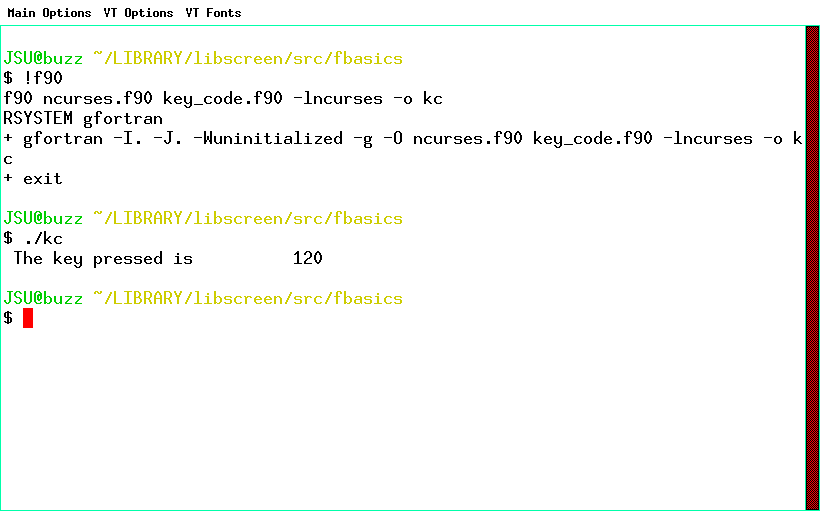 Main Options  VT Options  VT Fonts
JSU@buzz ~/LIBRARY/libscreen/src/fbasics
$ !f90
f90 ncurses.f90 key_code.f90 -lncurses -o kc
RSYSTEM gfortran
+ gfortran -I. -J. -Wuninitialized -g -O ncurses.f90 key_code.f90 -lncurses -o k
c
+ exit
JSU@buzz ~/LIBRARY/libscreen/src/fbasics
$ ./kc
 The key pressed is          120
JSU@buzz ~/LIBRARY/libscreen/src/fbasics
$